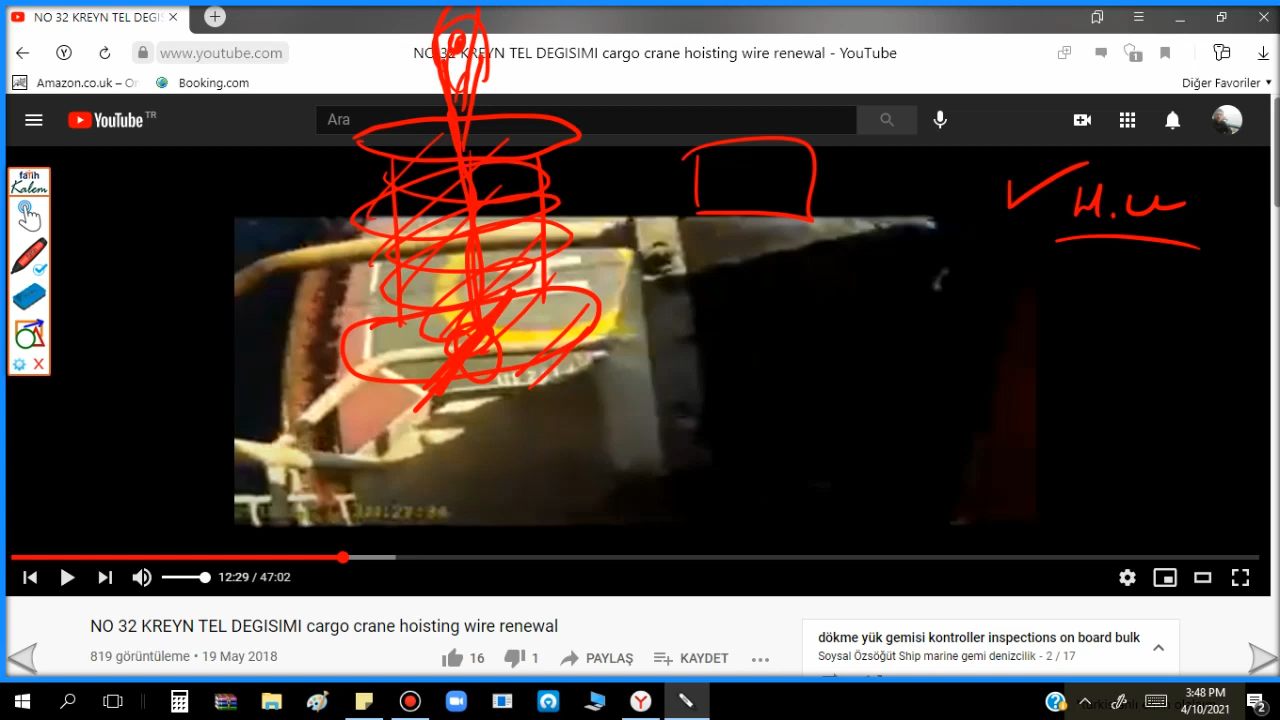 NO 32 KREYN TEL DEGIS
www.youtube.com
NO 32 KREYN TEL DEGISIMI cargo crane hoisting wire renewal - YouTube
1
Amazon.co.uk – Or
Booking.com
Diğer Favoriler
YouTube TR
Ara
fatih
Kalem
12:29 / 47:02
NO 32 KREYN TEL DEGISIMI cargo crane hoisting wire renewal
819 görüntüleme • 19 May 2018
16
1
PAYLAŞ
KAYDET
dökme yük gemisi kontroller inspections on board bulk
Soysal Özsöğüt Ship marine gemi denizcilik - 2 / 17
3:48 PM
4/10/2021
2